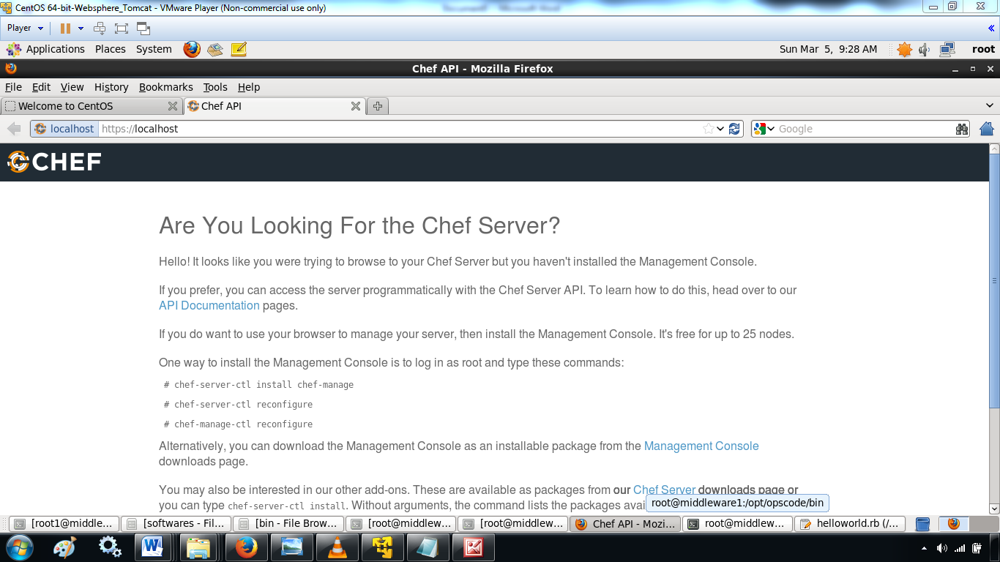 CentOS 64-bit-Websphere_Tomcat - VMware Player (Non-commercial use only)
Player
Applications Places System Sun Mar 5, 9:28 AM root
Chef API - Mozilla Firefox
File Edit View History Bookmarks Tools Help
Welcome to CentOS Chef API
localhost https://localhost Google
CHEF
Are You Looking For the Chef Server?
Hello! It looks like you were trying to browse to your Chef Server but you haven't installed the Management Console.
If you prefer, you can access the server programmatically with the Chef Server API. To learn how to do this, head over to our
API Documentation pages.
If you do want to use your browser to manage your server, then install the Management Console. It's free for up to 25 nodes.
One way to install the Management Console is to log in as root and type these commands:
# chef-server-ctl install chef-manage
# chef-server-ctl reconfigure
# chef-manage-ctl reconfigure
Alternatively, you can download the Management Console as an installable package from the Management Console
downloads page.
You may also be interested in our other add-ons. These are available as packages from our Chef Server downloads page or
you can type chef-server-ctl install. Without arguments, the command lists the packages avai
root@middleware1:/opt/opscode/bin
[root1@middle... [softwares - Fil... [bin - File Brow... [root@middlew... [root@middlew... Chef API - Mozi... root@middlew... helloworld.rb (/...
9:28 AM